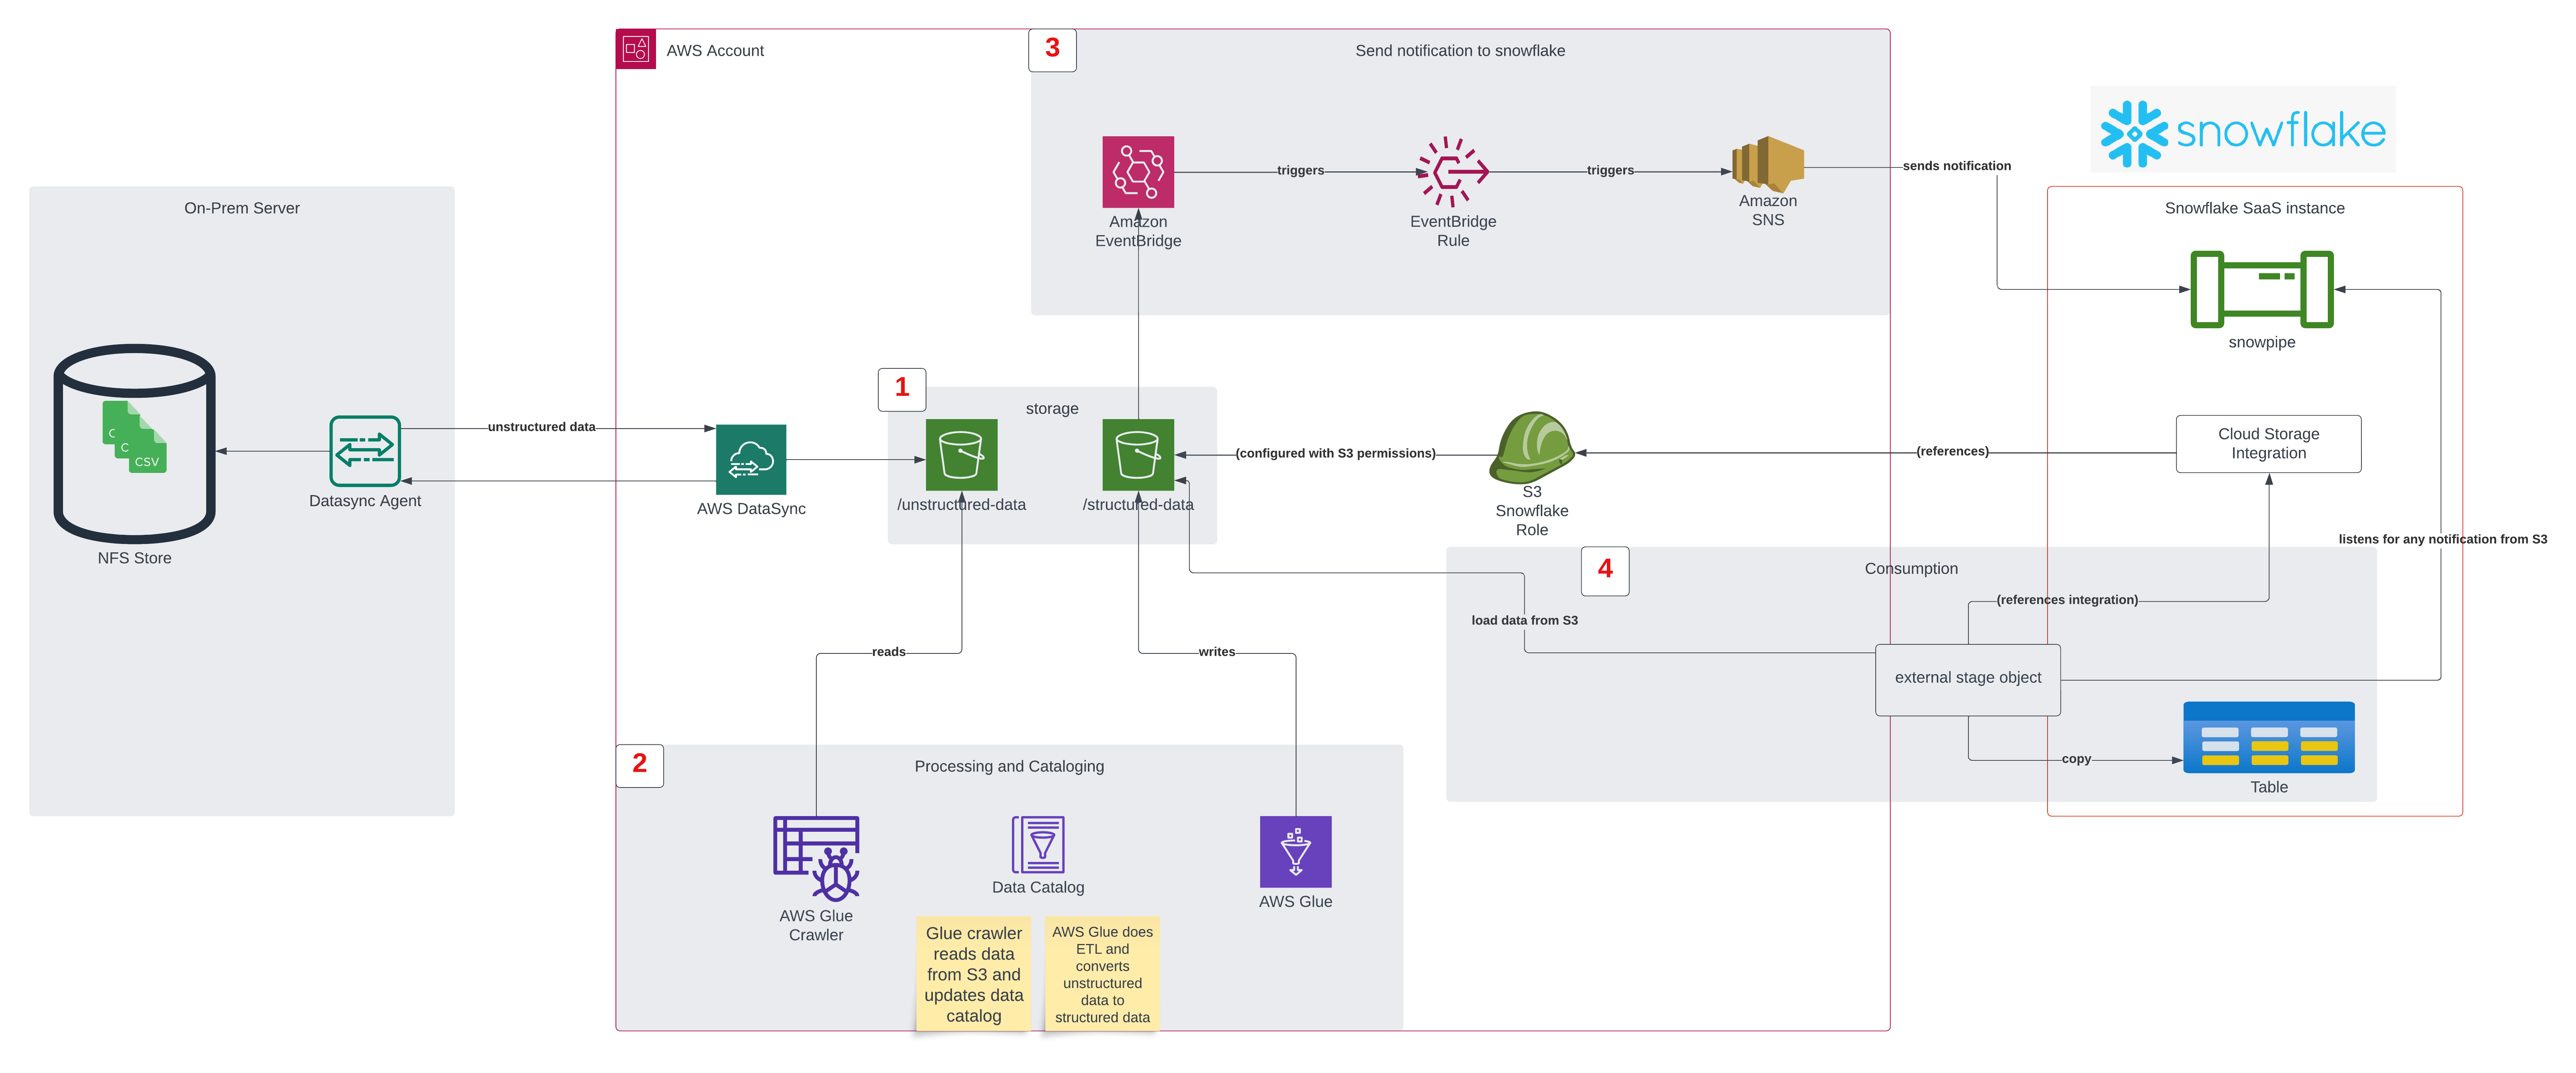 AWS Account
3
Send notification to snowflake
snowflake
triggers
triggers
sends notification
Amazon
EventBridge
EventBridge
Rule
Amazon
SNS
On-Prem Server
Snowflake SaaS instance
snowpipe
1
storage
C
C
CSV
NFS Store
Datasync Agent
unstructured data
AWS DataSync
/unstructured-data
/structured-data
(configured with S3 permissions)
S3
Snowflake
Role
(references)
Cloud Storage
Integration
listens for any notification from S3
4
Consumption
(references integration)
load data from S3
external stage object
copy
Table
reads
writes
2
Processing and Cataloging
AWS Glue
Crawler
Data Catalog
AWS Glue
Glue crawler
reads data
from S3 and
updates data
catalog
AWS Glue does
ETL and
converts
unstructured
data to
structured data